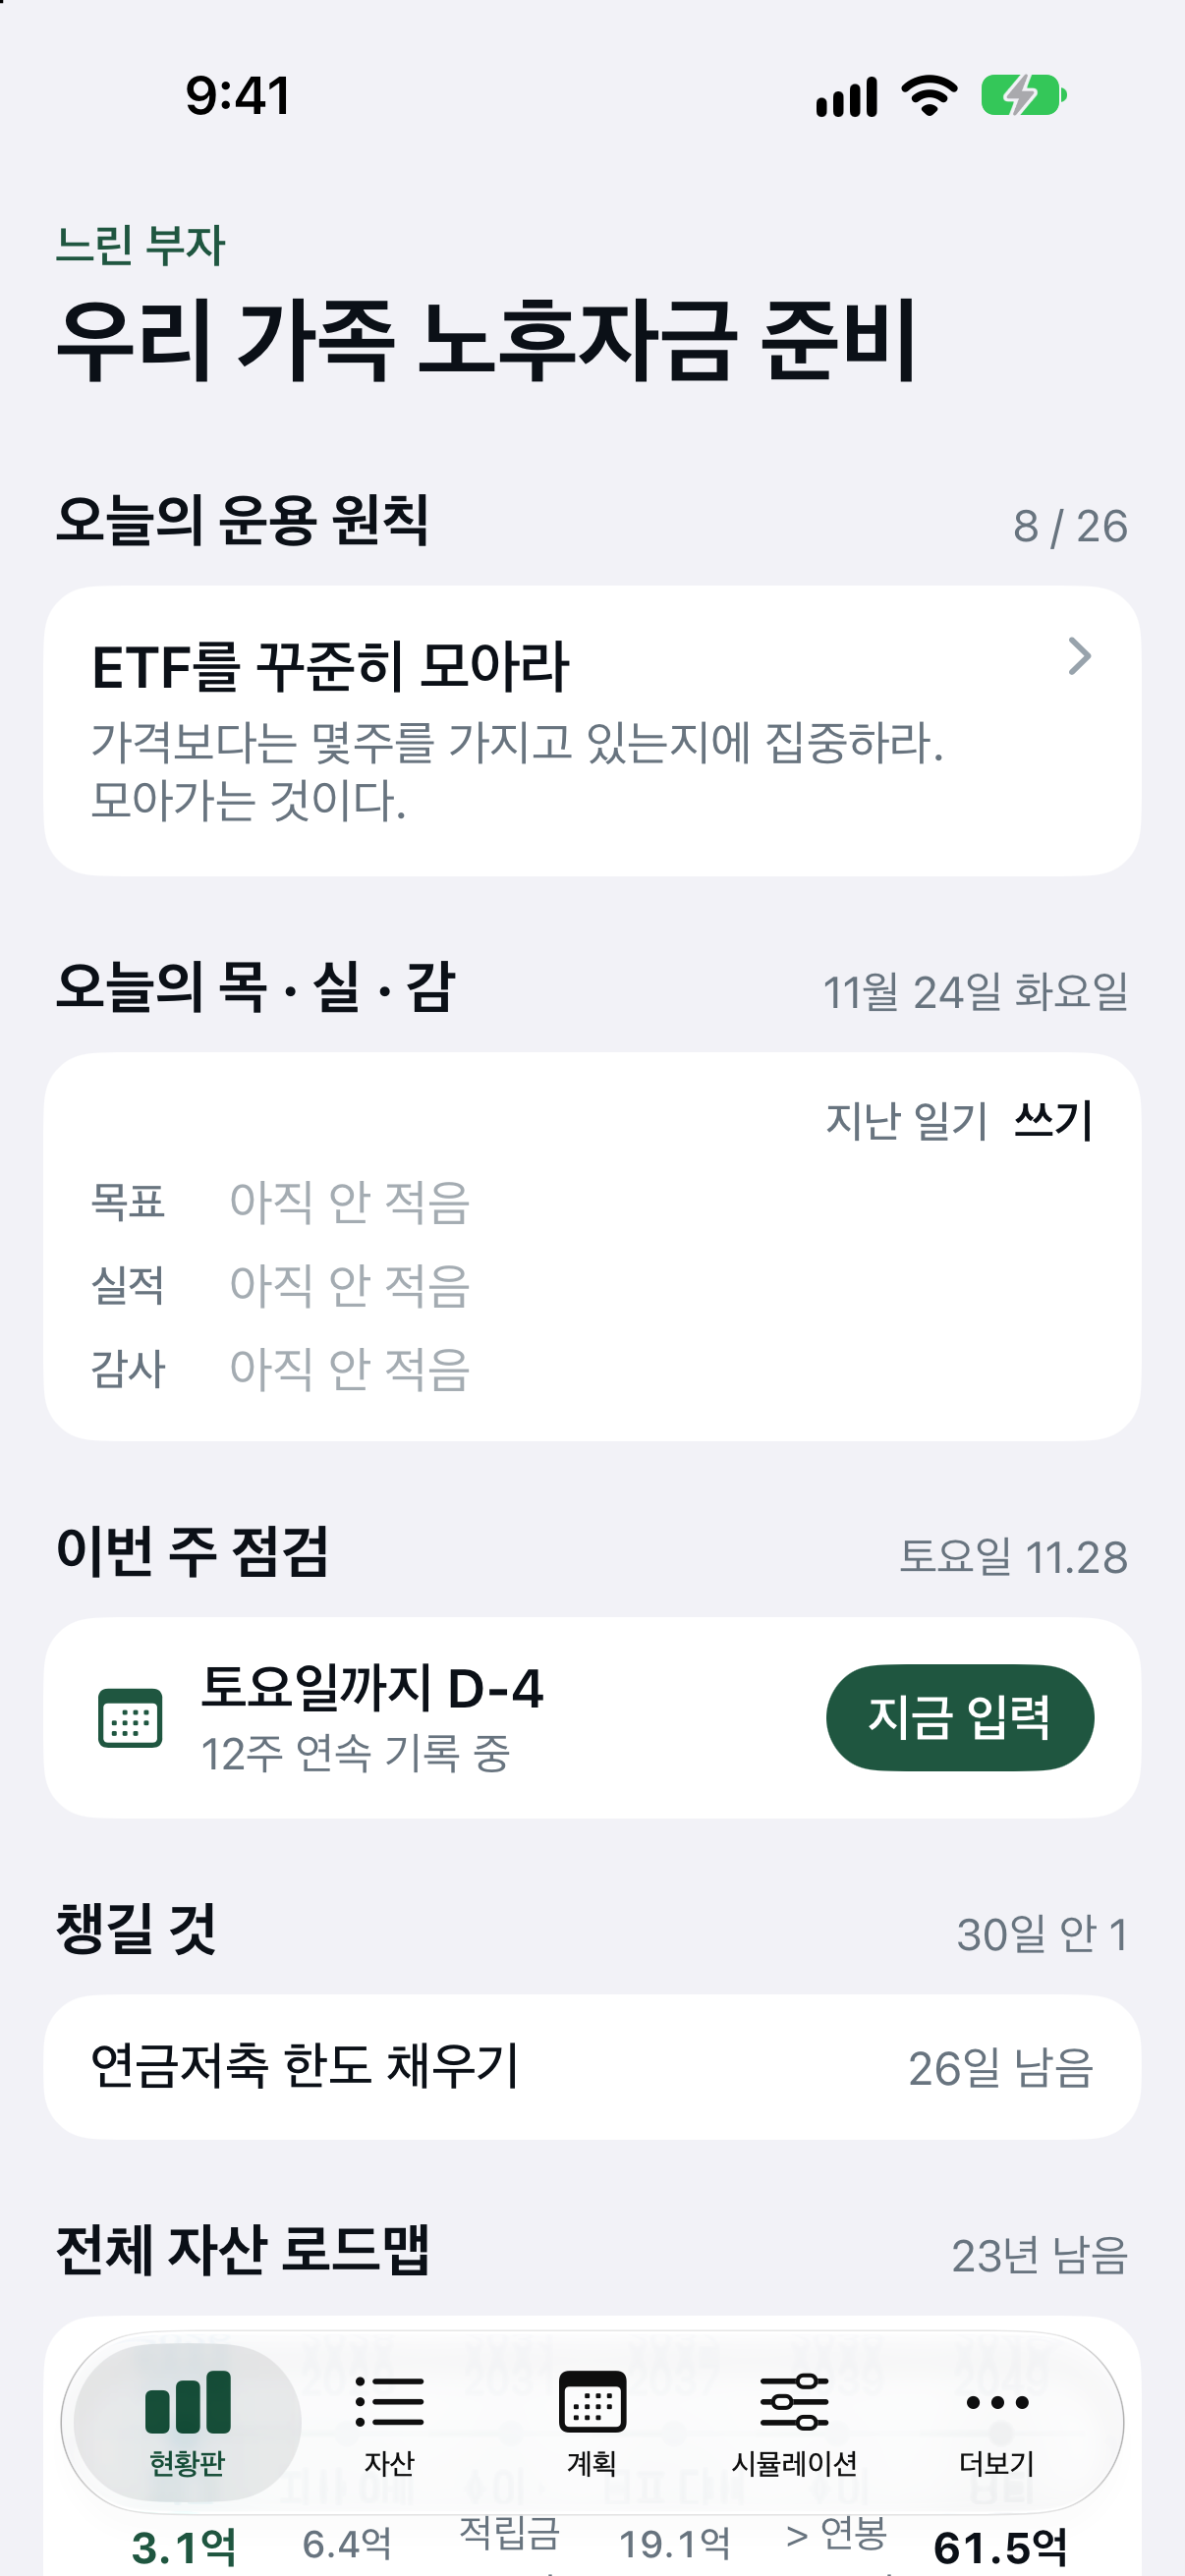 9:41
느린 부자
우리 가족 노후자금 준비
오늘의 운용 원칙
8 / 26
ETF를 꾸준히 모아라
가격보다는 몇주를 가지고 있는지에 집중하라.
모아가는 것이다.
오늘의 목 · 실 · 감
11월 24일 화요일
지난 일기 쓰기
목표 아직 안 적음
실적 아직 안 적음
감사 아직 안 적음
이번 주 점검
토요일 11.28
토요일까지 D-4
12주 연속 기록 중
지금 입력
챙길 것
30일 안 1
연금저축 한도 채우기
26일 남음
전체 자산 로드맵
23년 남음
현황판 자산 계획 시뮬레이션 더보기
적립금 > 연봉
3.1억 6.4억 19.1억 61.5억